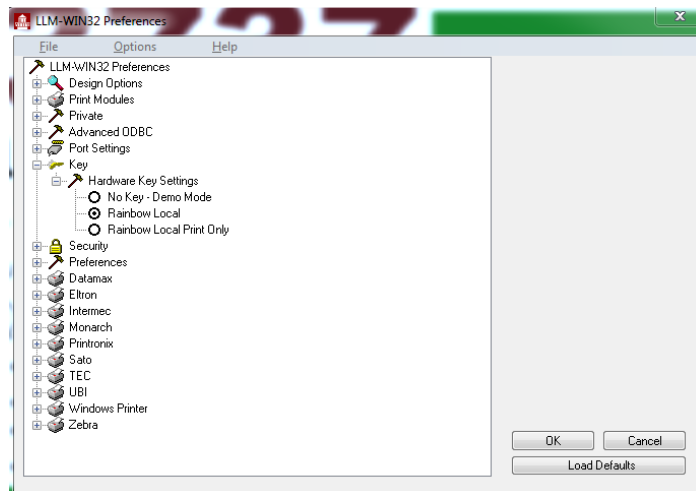 LLM-WIN32 Preferences
x
File Options Help
LLM-WIN32 Preferences
Design Options
Print Modules
Private
Advanced ODBC
Port Settings
Key
Hardware Key Settings
No Key - Demo Mode
Rainbow Local
Rainbow Local Print Only
Security
Preferences
Datamax
Eltron
Intermec
Monarch
Printronix
Sato
TEC
UBI
Windows Printer
Zebra
OK Cancel
Load Defaults